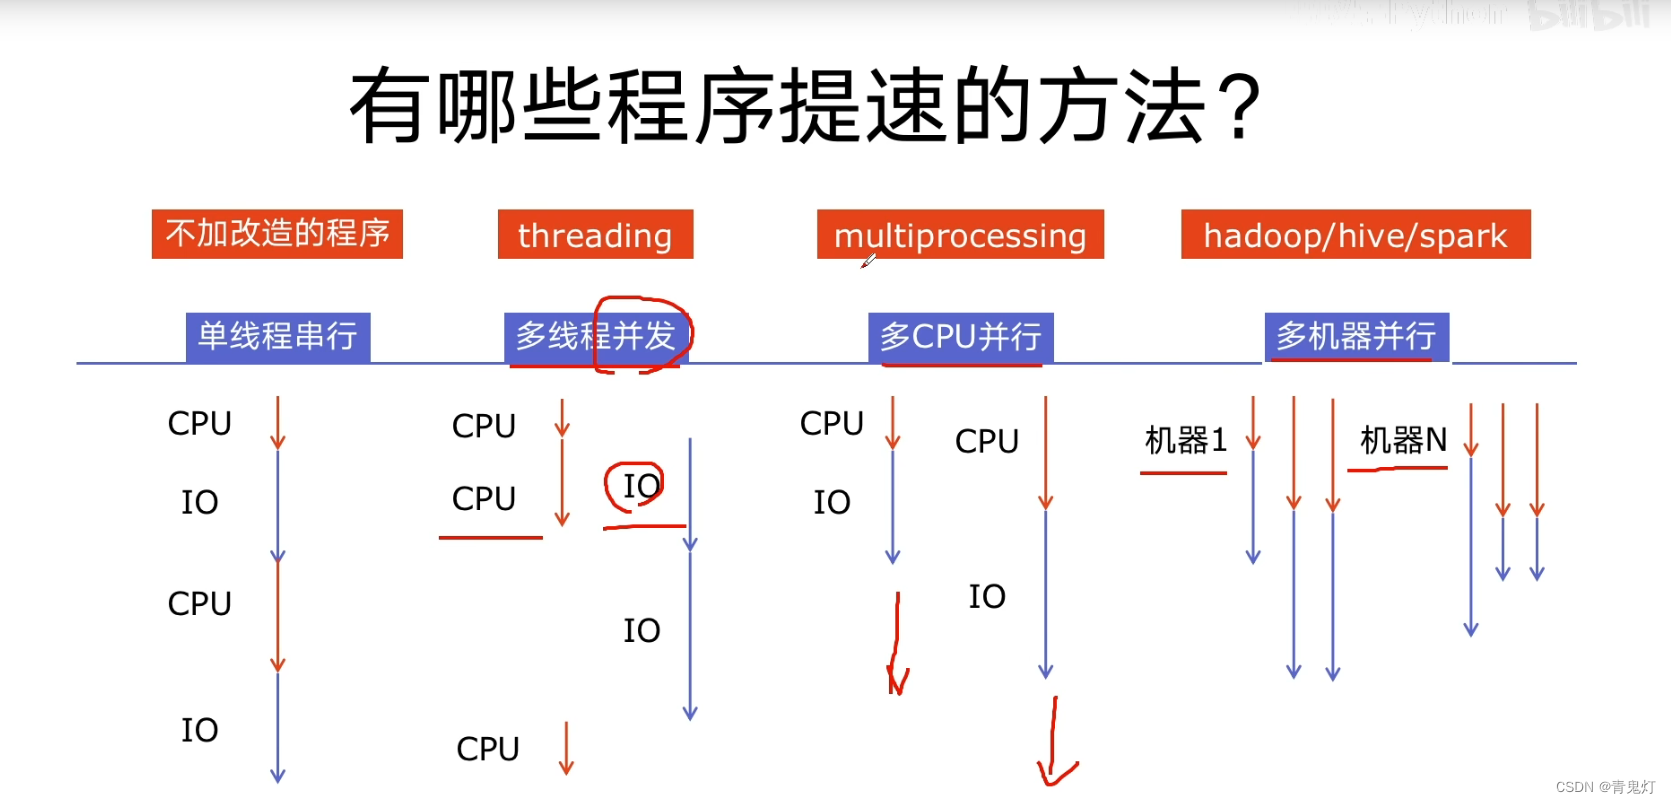 bilibili
有哪些程序提速的方法?
不加改造的程序 threading multiprocessing hadoop/hive/spark
单线程串行 多线程并发 多CPU并行 多机器并行
CPU CPU CPU CPU 机器1 机器N
IO CPU IO IO
CPU IO IO
IO CPU
CSDN @青鬼灯